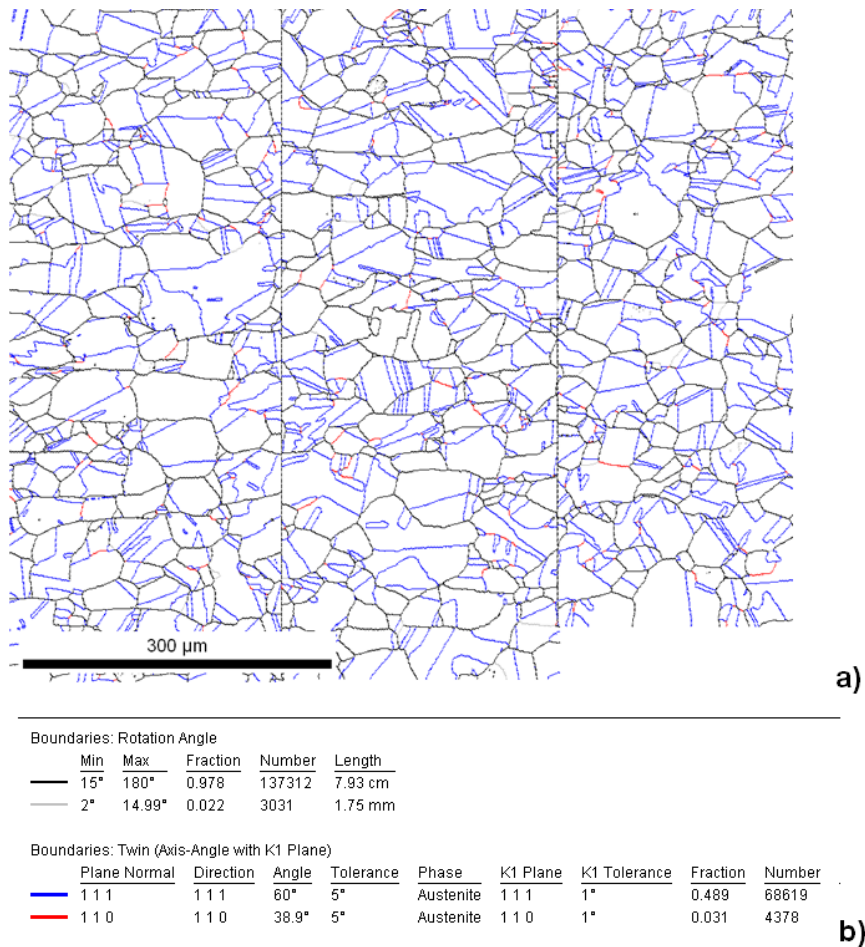 300 µm
a)
Boundaries: Rotation Angle
Min Max Fraction Number Length
15° 180° 0.978 137312 7.93 cm
2° 14.99° 0.022 3031 1.75 mm
Boundaries: Twin (Axis-Angle with K1 Plane)
Plane Normal Direction Angle Tolerance Phase K1 Plane K1 Tolerance Fraction Number
1 1 1 1 1 1 60° 5° Austenite 1 1 1 1° 0.489 68619
1 1 0 1 1 0 38.9° 5° Austenite 1 1 0 1° 0.031 4378
b)